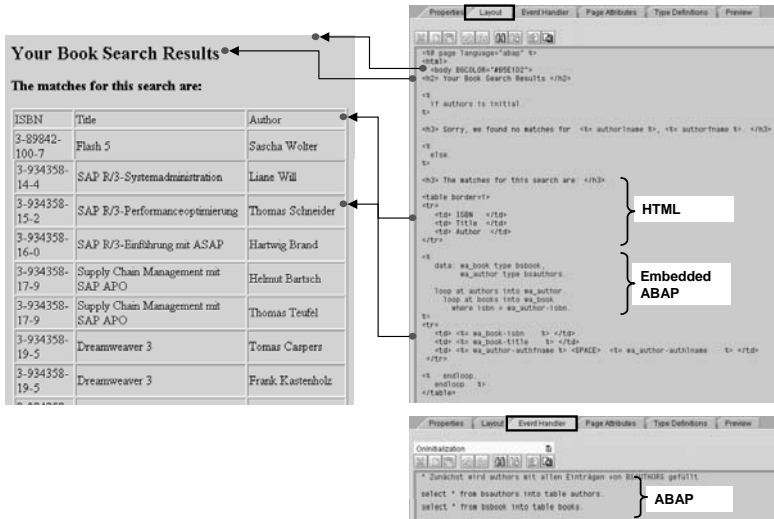 Your Book Search Results
The matches for this search are:
ISBN Title Author
3-89842-100-7 Flash 5 Sascha Wolter
3-934358-14-4 SAP R/3-Systemadministration Liane Will
3-934358-15-2 SAP R/3-Performanceoptimierung Thomas Schneider
3-934358-16-0 SAP R/3-Einführung mit ASAP Hartwig Brand
3-934358-17-9 Supply Chain Management mit SAP APO Helmut Bartsch
3-934358-17-9 Supply Chain Management mit SAP APO Thomas Teufel
3-934358-19-5 Dreamweaver 3 Tomas Caspers
3-934358-19-5 Dreamweaver 3 Frank Kastenholz
Properties Layout Event Handler Page Attributes Type Definitions Preview
<%@ page language="abap" %>
<html>
<body BGCOLOR="#B5E1D2">
<h2> Your Book Search Results </h2>
<%
if authors is initial.
%>
<h3> Sorry, we found no matches for <%= authorlname %>, <%= authorfname %>. </h3>
<%
else.
%>
<h3> The matches for this search are: </h3>
<table border=1>
<tr>
<td> ISBN </td>
<td> Title </td>
<td> Author </td>
</tr>
HTML
<%
data: wa_book type bsbook,
wa_author type bsauthors.
loop at authors into wa_author.
loop at books into wa_book
where isbn = wa_author-isbn.
%>
Embedded
ABAP
<tr>
<td> <%= wa_book-isbn %> </td>
<td> <%= wa_book-title %> </td>
<td> <%= wa_author-authfname %> <SPACE> <%= wa_author-authlname %> </td>
</tr>
<% endloop.
endloop. %>
</table>
Properties Layout Event Handler Page Attributes Type Definitions Preview
OnInitialization
* Zunächst wird authors mit allen Einträgen von BSAUTHORS gefüllt
select * from bsauthors into table authors.
select * from bsbook into table books.
ABAP